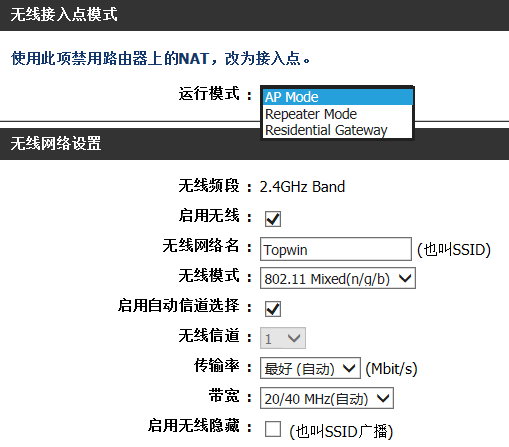 无线接入点模式
使用此项禁用路由器上的NAT，改为接入点。
运行模式：
AP Mode
Repeater Mode
Residential Gateway
无线网络设置
无线频段：2.4GHz Band
启用无线：
无线网络名：Topwin (也叫SSID)
无线模式：802.11 Mixed(n/g/b)
启用自动信道选择：
无线信道：1
传输率：最好 (自动) (Mbit/s)
带宽：20/40 MHz(自动)
启用无线隐藏：(也叫SSID广播)